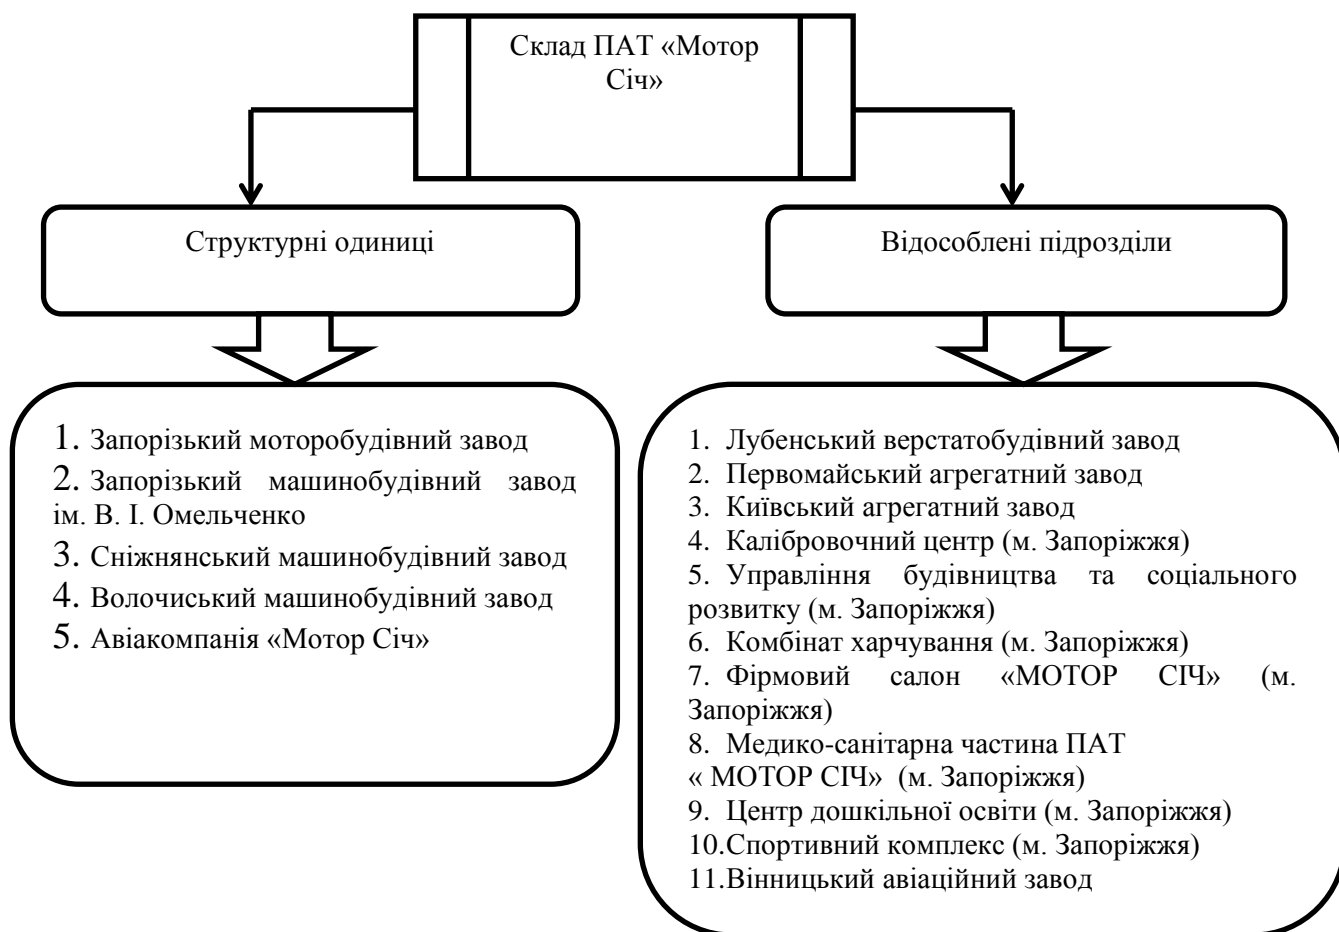 Склад ПАТ «Мотор
Січ»
Структурні одиниці
Відособлені підрозділи
1. Запорізький моторобудівний завод
2. Запорізький машинобудівний завод
ім. В. І. Омельченко
3. Сніжнянський машинобудівний завод
4. Волочиський машинобудівний завод
5. Авіакомпанія «Мотор Січ»
1. Лубенський верстатобудівний завод
2. Первомайський агрегатний завод
3. Київський агрегатний завод
4. Калібровочний центр (м. Запоріжжя)
5. Управління будівництва та соціального
розвитку (м. Запоріжжя)
6. Комбінат харчування (м. Запоріжжя)
7. Фірмовий салон «МОТОР СІЧ» (м.
Запоріжжя)
8. Медико-санітарна частина ПАТ
« МОТОР СІЧ» (м. Запоріжжя)
9. Центр дошкільної освіти (м. Запоріжжя)
10.Спортивний комплекс (м. Запоріжжя)
11.Вінницький авіаційний завод